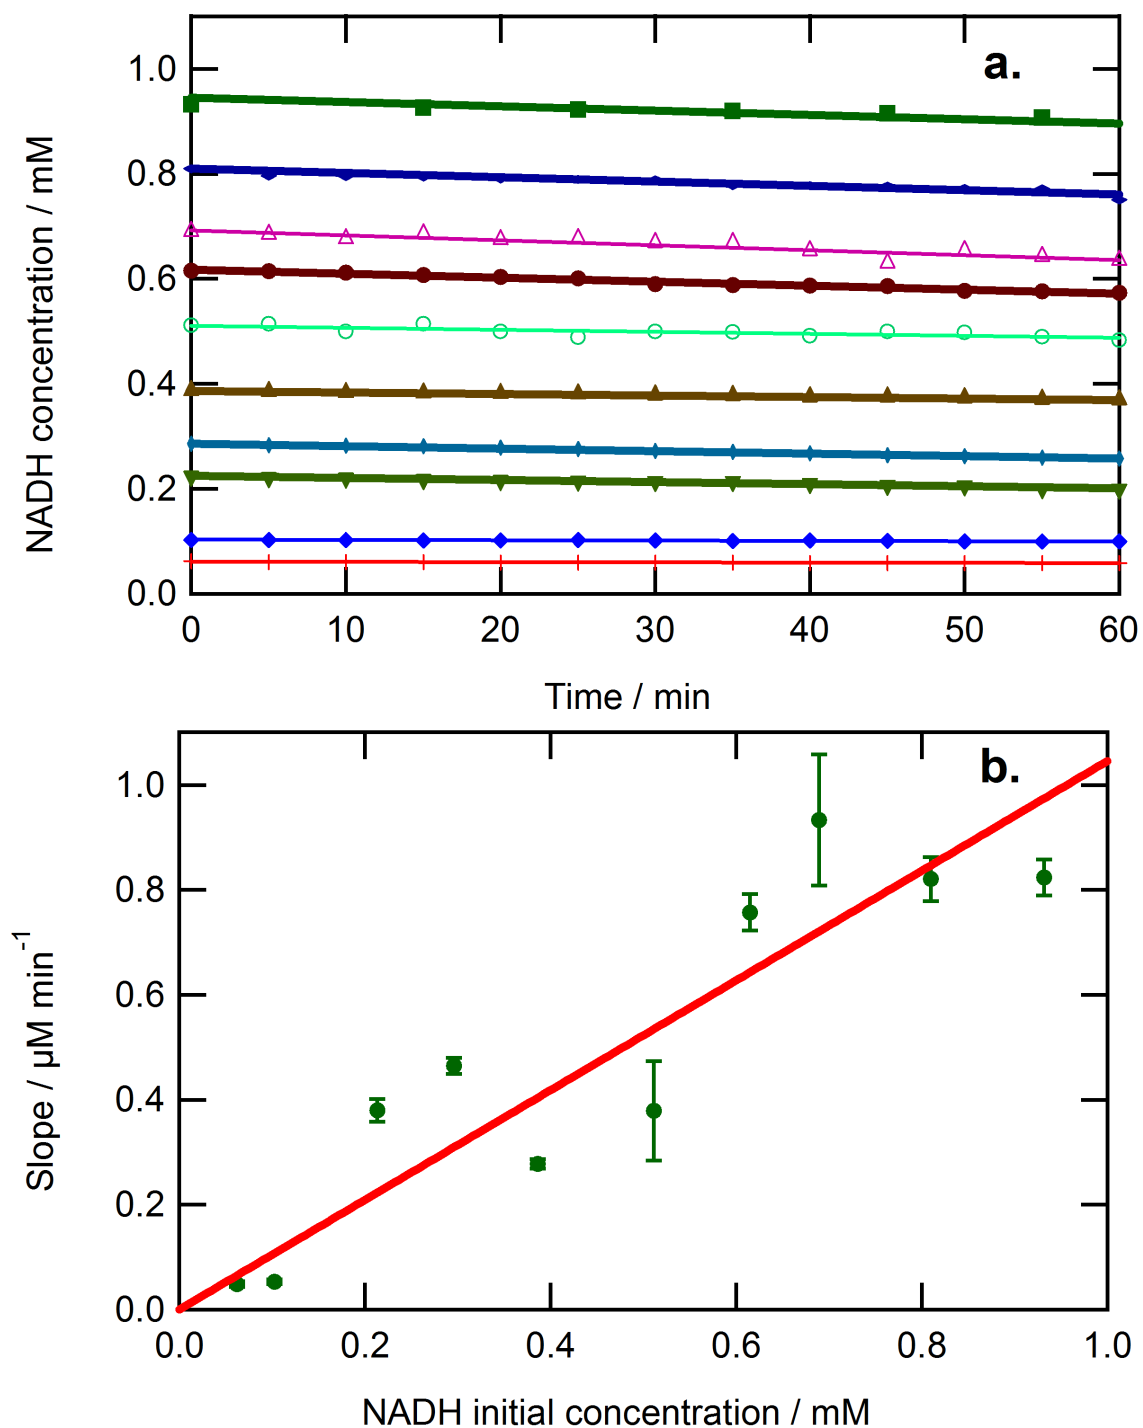 a.
1.0
0.8
0.6
0.4
0.2
0.0
NADH concentration / mM
0 10 20 30 40 50 60
Time / min
b.
1.0
0.8
0.6
0.4
0.2
0.0
Slope / µM min⁻¹
0.0 0.2 0.4 0.6 0.8 1.0
NADH initial concentration / mM